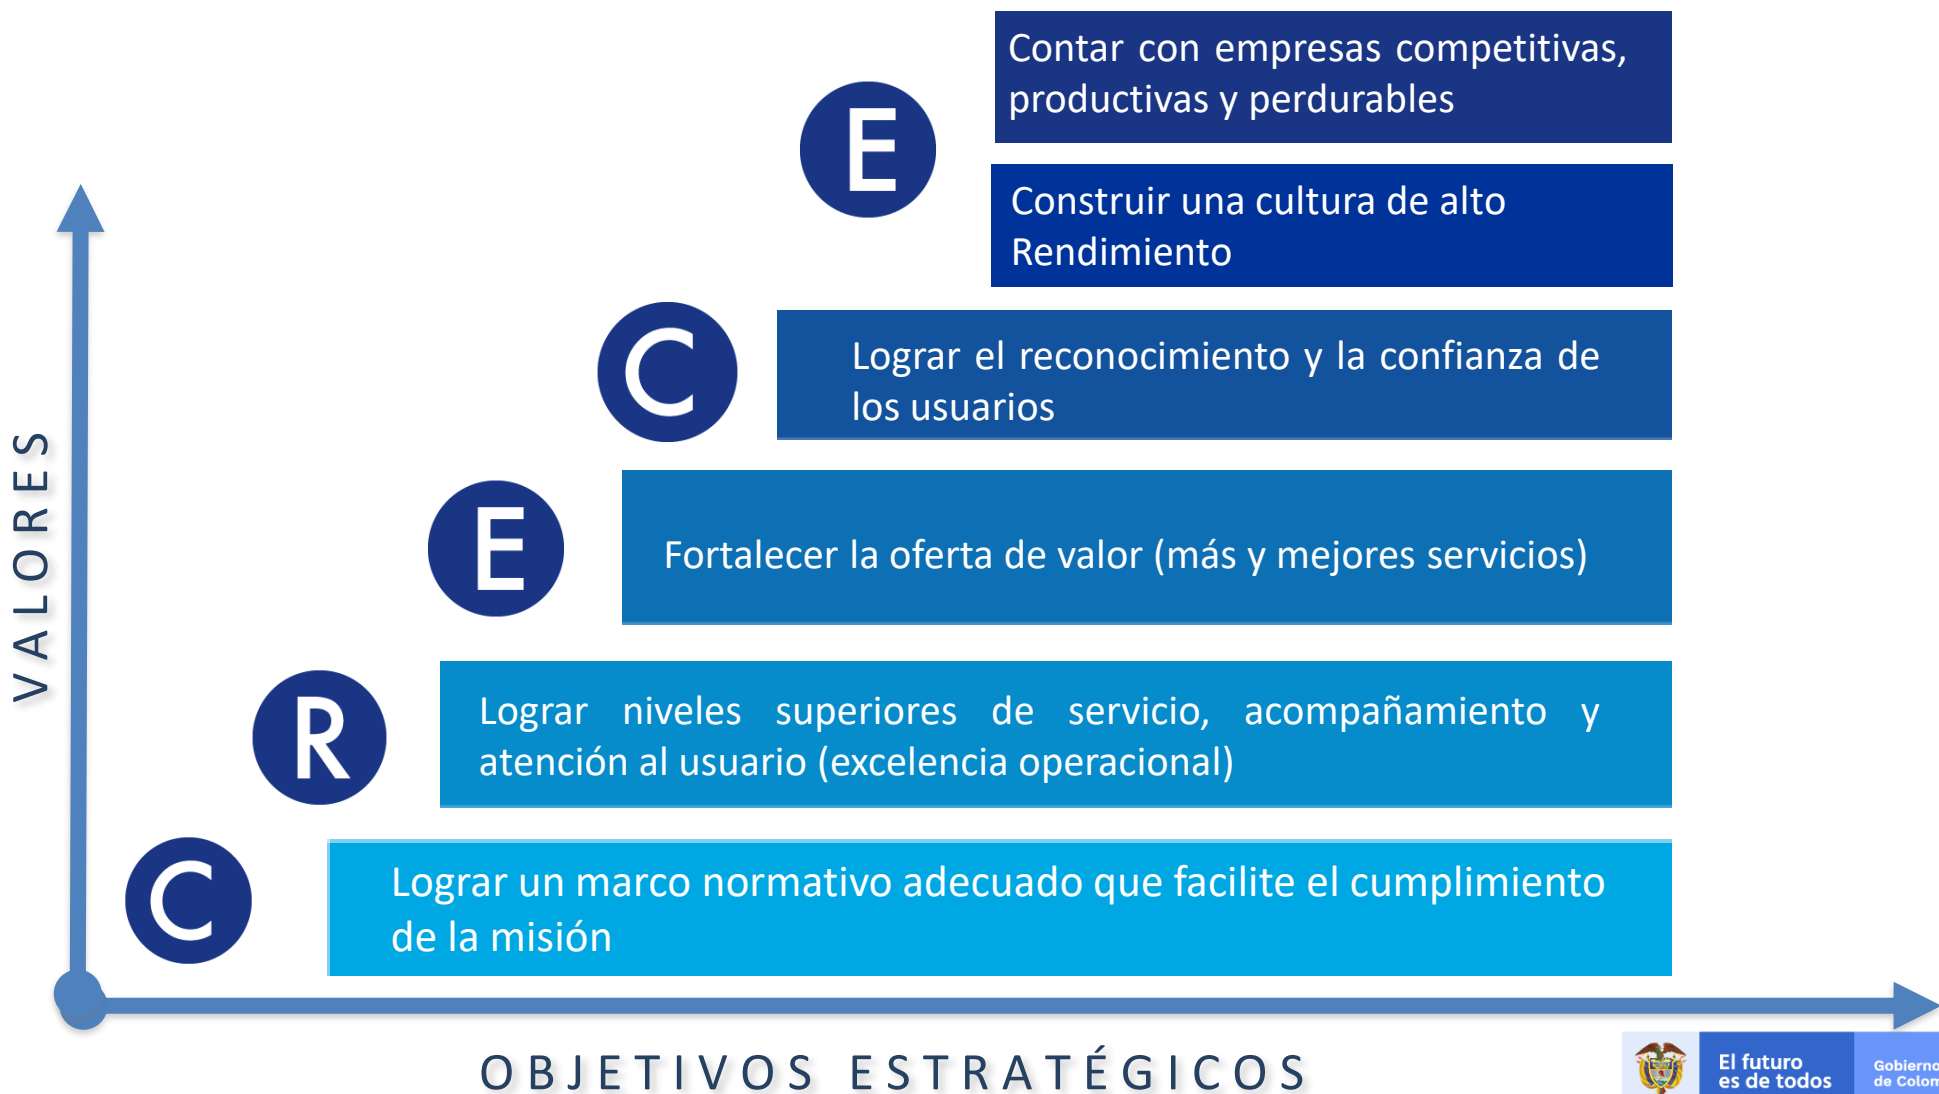 Contar con empresas competitivas,
productivas y perdurables
E
Construir una cultura de alto
Rendimiento
C
Lograr el reconocimiento y la confianza de
los usuarios
E
Fortalecer la oferta de valor (más y mejores servicios)
R
Lograr niveles superiores de servicio, acompañamiento y
atención al usuario (excelencia operacional)
C
Lograr un marco normativo adecuado que facilite el cumplimiento
de la misión
VALORES
OBJETIVOS ESTRATÉGICOS
El futuro
es de todos
Gobierno
de Colom